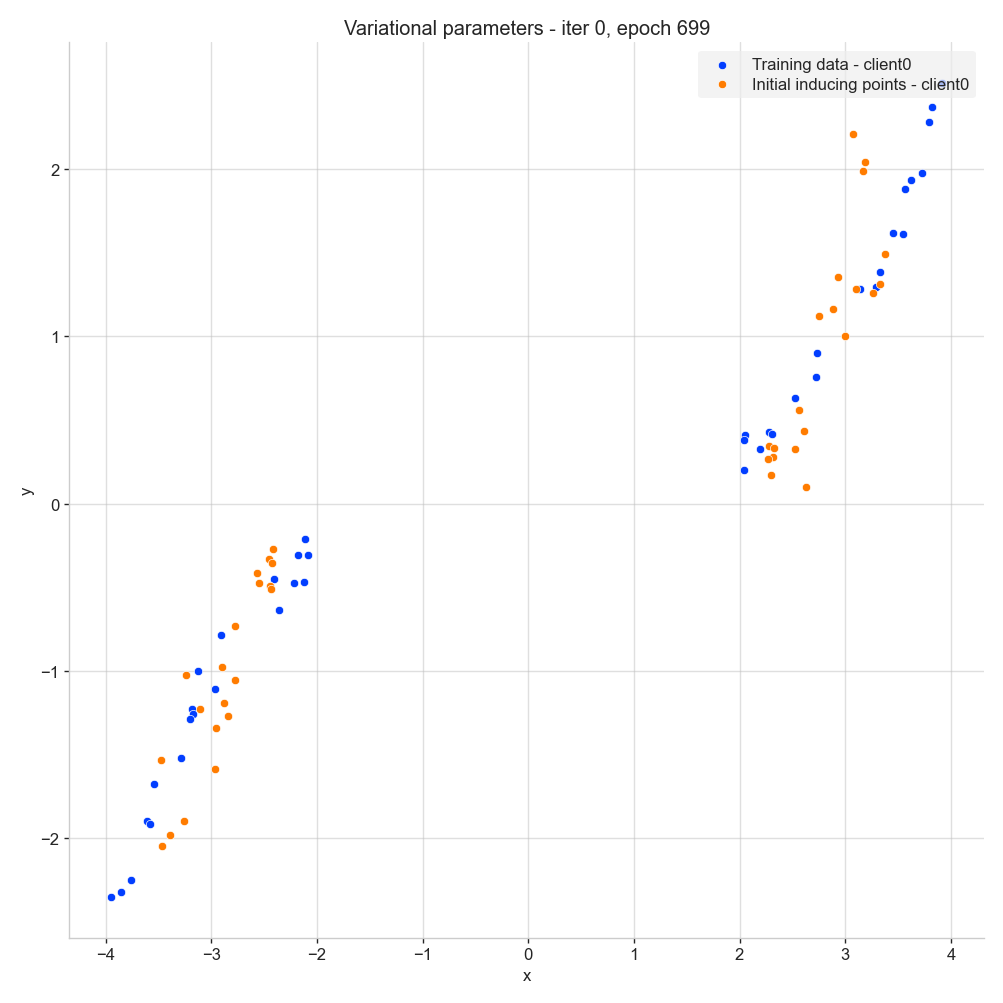 Variational parameters - iter 0, epoch 699
Training data - client0
Initial inducing points - client0
2
1
0
−1
−2
y
−4
−3
−2
−1
0
1
2
3
4
x